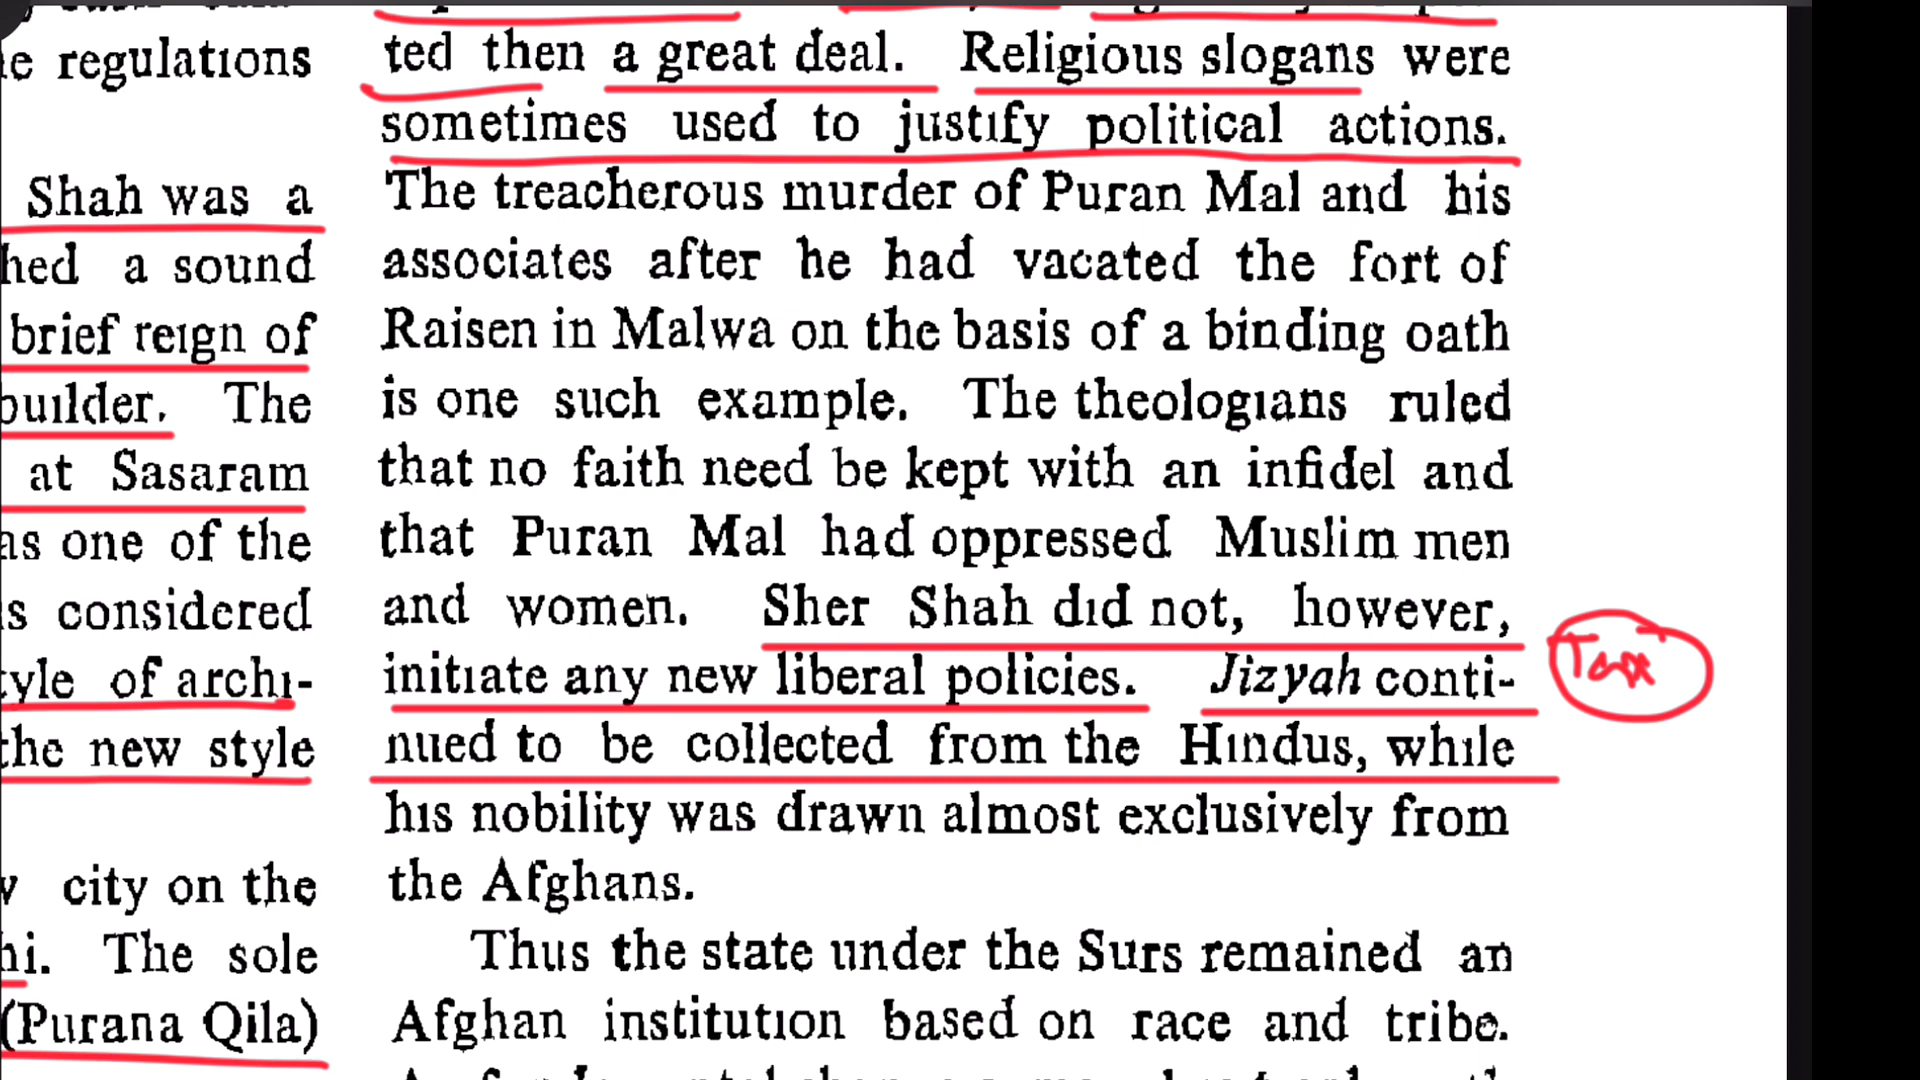 e regulations
Shah was a
hed a sound
brief reign of
builder. The
at Sasaram
as one of the
s considered
tyle of archi-
the new style
city on the
hi. The sole
(Purana Qila)
ted then a great deal. Religious slogans were
sometimes used to justify political actions.
The treacherous murder of Puran Mal and his
associates after he had vacated the fort of
Raisen in Malwa on the basis of a binding oath
is one such example. The theologians ruled
that no faith need be kept with an infidel and
that Puran Mal had oppressed Muslim men
and women. Sher Shah did not, however,
initiate any new liberal policies. Jizyah conti-
nued to be collected from the Hindus, while
his nobility was drawn almost exclusively from
the Afghans.
Thus the state under the Surs remained an
Afghan institution based on race and tribe.
Tax